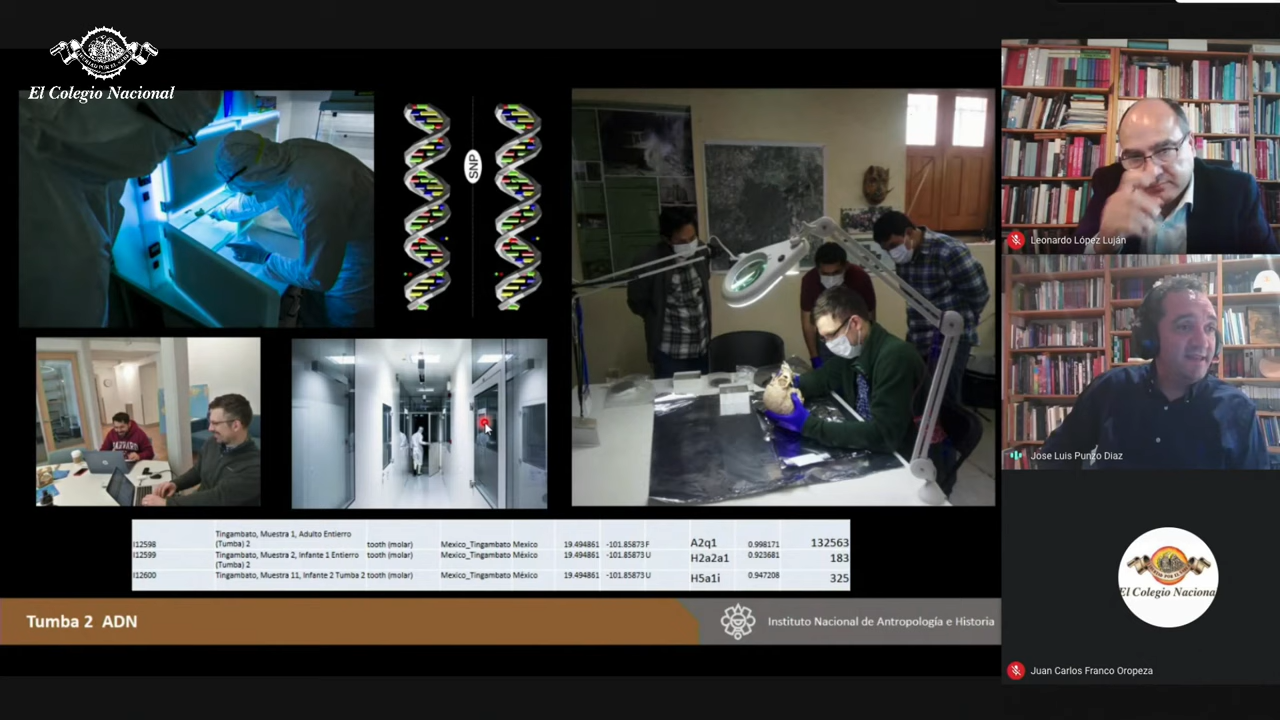 El Colegio Nacional
SNP
I12598 Tingambato, Muestra 1, Adulto Entierro (Tumba) 2 tooth (molar) Mexico_Tingambato Mexico 19.494861 -101.85873 F A2q1 0.998171 132563
I12599 Tingambato, Muestra 2, Infante 1 Entierro (Tumba) 2 tooth (molar) Mexico_Tingambato Mexico 19.494861 -101.85873 U H2a2a1 0.923681 183
I12600 Tingambato, Muestra 11, Infante 2 Tumba 2 tooth (molar) Mexico_Tingambato México 19.494861 -101.85873 U H5a1i 0.947208 325
Tumba 2 ADN
Instituto Nacional de Antropología e Historia
Leonardo López Luján
Jose Luis Punzo Diaz
El Colegio Naciona
Juan Carlos Franco Oropeza